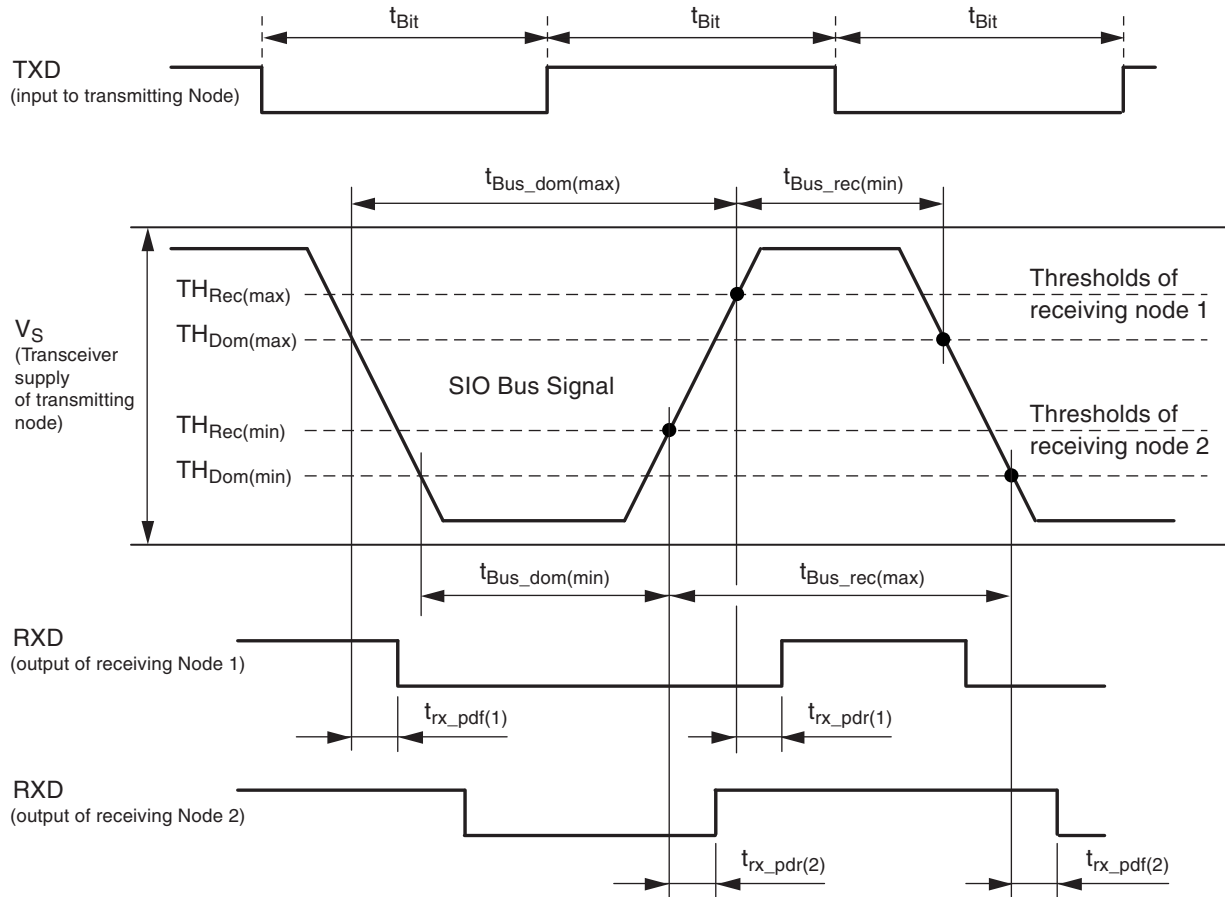 tBit
tBit
tBit
TXD
(input to transmitting Node)
tBus_dom(max)
tBus_rec(min)
THRec(max)
THDom(max)
Thresholds of
receiving node 1
VS
(Transceiver
supply
of transmitting
node)
SIO Bus Signal
THRec(min)
THDom(min)
Thresholds of
receiving node 2
tBus_dom(min)
tBus_rec(max)
RXD
(output of receiving Node 1)
trx_pdf(1)
trx_pdr(1)
RXD
(output of receiving Node 2)
trx_pdr(2)
trx_pdf(2)